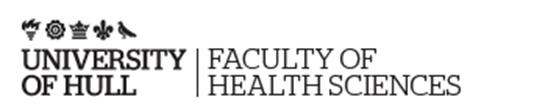 UNIVERSITY
OF HULL
FACULTY OF
HEALTH SCIENCES